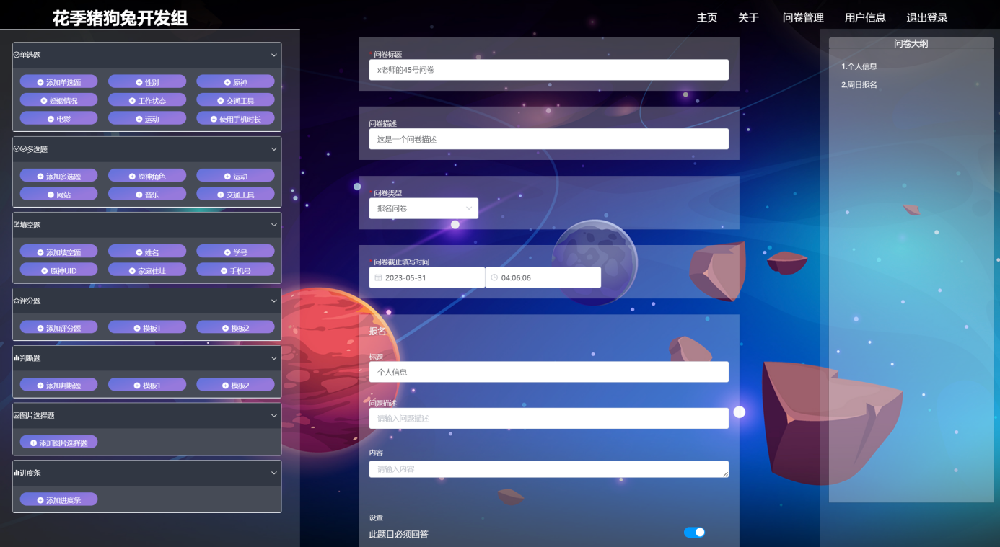 花季猪狗兔开发组
主页 关于 问卷管理 用户信息 退出登录
单选题
添加单选题 性别 原神
婚姻情况 工作状态 交通工具
电影 运动 使用手机时长
多选题
添加多选题 原神角色 运动
网站 音乐 交通工具
填空题
添加填空题 姓名 学号
原神UID 家庭住址 手机号
评分题
添加评分题 模板1 模板2
判断题
添加判断题 模板1 模板2
图片选择题
添加图片选择题
进度条
添加进度条
* 问卷标题
x老师的45号问卷
问卷描述
这是一个问卷描述
* 问卷类型
报名问卷
* 问卷截止填写时间
2023-05-31 04:06:06
报名
标题
个人信息
问题描述
请输入问题描述
内容
请输入内容
设置
此题目必须回答
问卷大纲
1.个人信息
2.周日报名